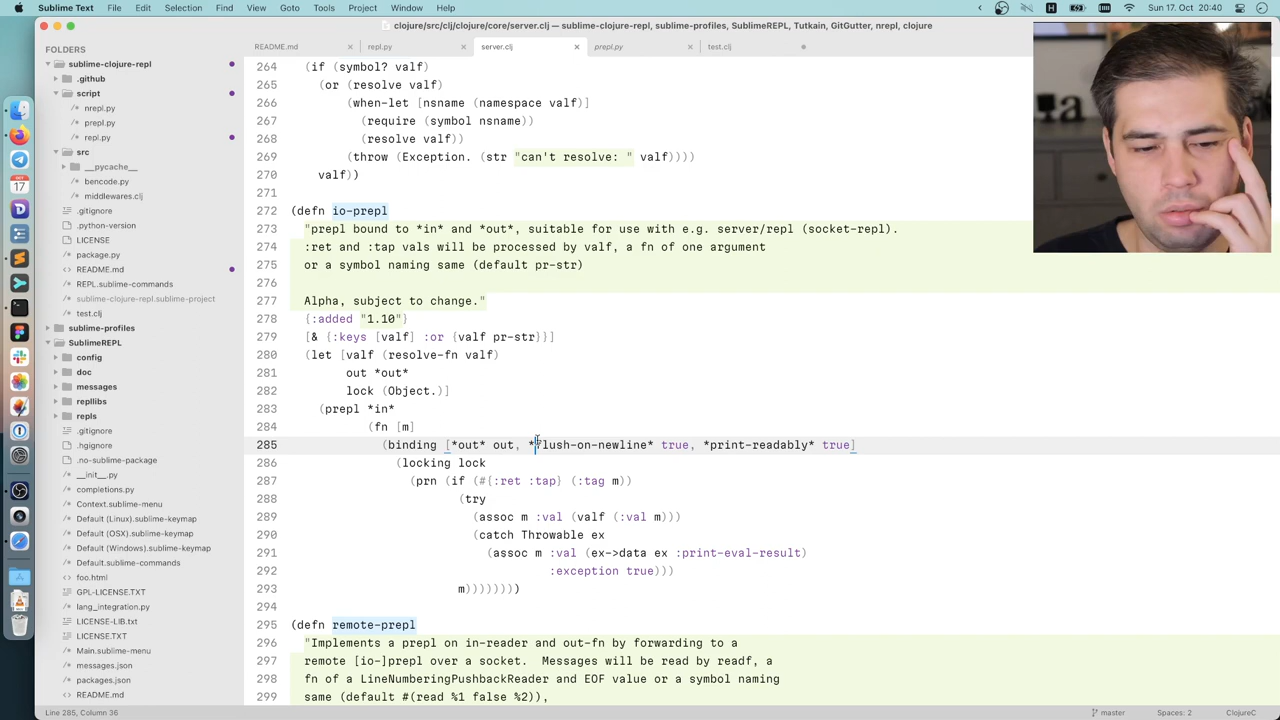 Sublime Text File Edit Selection Find View Goto Tools Project Window Help
Sun 17. Oct 20:40
clojure/src/clj/clojure/core/server.clj — sublime-clojure-repl, sublime-profiles, SublimeREPL, Tutkain, GitGutter, nrepl, clojure
FOLDERS
sublime-clojure-repl
.github
script
nrepl.py
prepl.py
repl.py
src
__pycache__
bencode.py
middlewares.clj
.gitignore
.python-version
LICENSE
package.py
README.md
REPL.sublime-commands
sublime-clojure-repl.sublime-project
test.clj
sublime-profiles
SublimeREPL
config
doc
messages
repllibs
repls
.gitignore
.hgignore
.no-sublime-package
__init__.py
completions.py
Context.sublime-menu
Default (Linux).sublime-keymap
Default (OSX).sublime-keymap
Default (Windows).sublime-keymap
Default.sublime-commands
foo.html
GPL-LICENSE.TXT
lang_integration.py
LICENSE-LIB.txt
LICENSE.TXT
Main.sublime-menu
messages.json
packages.json
README.md
README.md repl.py server.clj prepl.py test.clj
264 (if (symbol? valf)
265 (or (resolve valf)
266 (when-let [nsname (namespace valf)]
267 (require (symbol nsname))
268 (resolve valf))
269 (throw (Exception. (str "can't resolve: " valf))))
270 valf))
271
272 (defn io-prepl
273 "prepl bound to *in* and *out*, suitable for use with e.g. server/repl (socket-repl).
274 :ret and :tap vals will be processed by valf, a fn of one argument
275 or a symbol naming same (default pr-str)
276
277 Alpha, subject to change."
278 {:added "1.10"}
279 [& {:keys [valf] :or {valf pr-str}}]
280 (let [valf (resolve-fn valf)
281 out *out*
282 lock (Object.)]
283 (prepl *in*
284 (fn [m]
285 (binding [*out* out, *flush-on-newline* true, *print-readably* true]
286 (locking lock
287 (prn (if (#{:ret :tap} (:tag m))
288 (try
289 (assoc m :val (valf (:val m)))
290 (catch Throwable ex
291 (assoc m :val (ex->data ex :print-eval-result)
292 :exception true)))
293 m)))))))
294
295 (defn remote-prepl
296 "Implements a prepl on in-reader and out-fn by forwarding to a
297 remote [io-]prepl over a socket. Messages will be read by readf, a
298 fn of a LineNumberingPushbackReader and EOF value or a symbol naming
299 same (default #(read %1 false %2)),
Line 285, Column 36
master
Spaces: 2
ClojureC